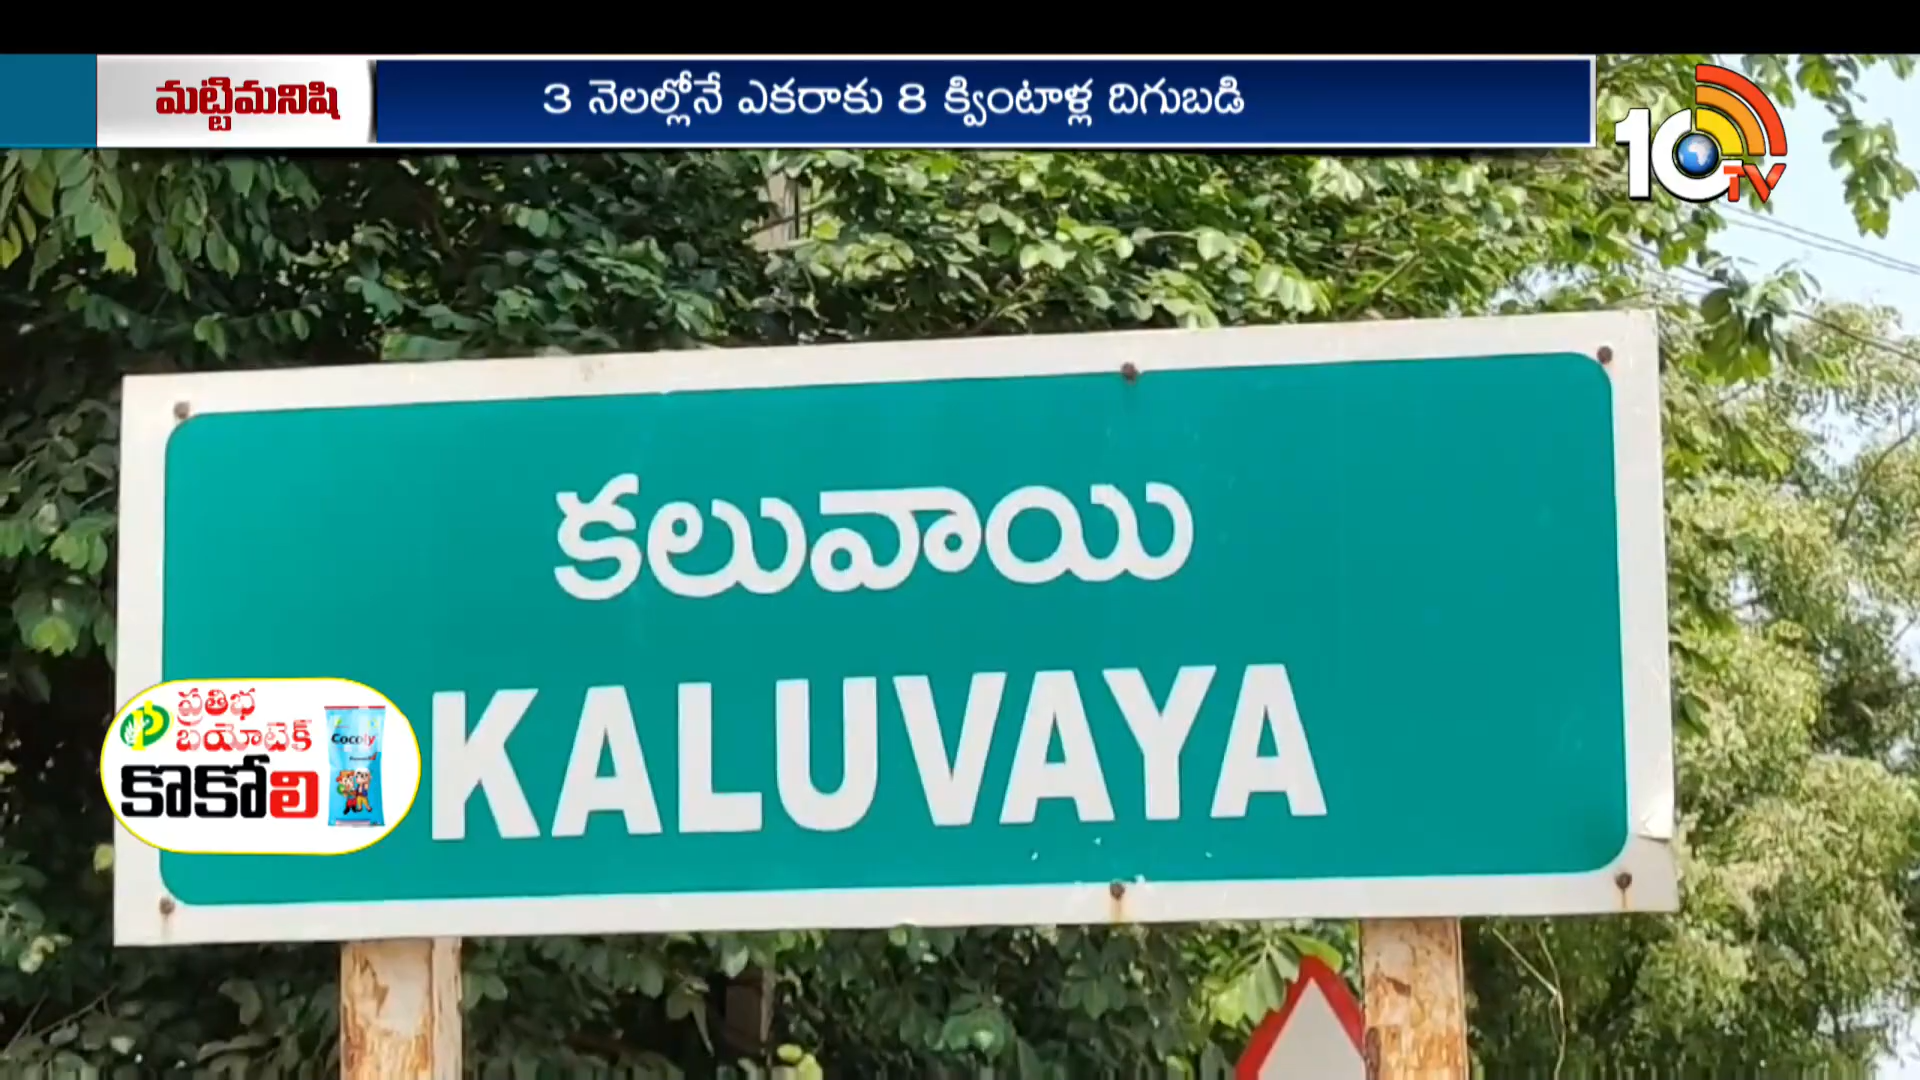 మట్టిమనిషి
3 నెలల్లోనే ఎకరాకు 8 క్వింటాళ్ల దిగుబడి
10TV
కలువాయి
KALUVAYA
ప్రతిభ
బయోటెక్
కొకోలి
Cocoly